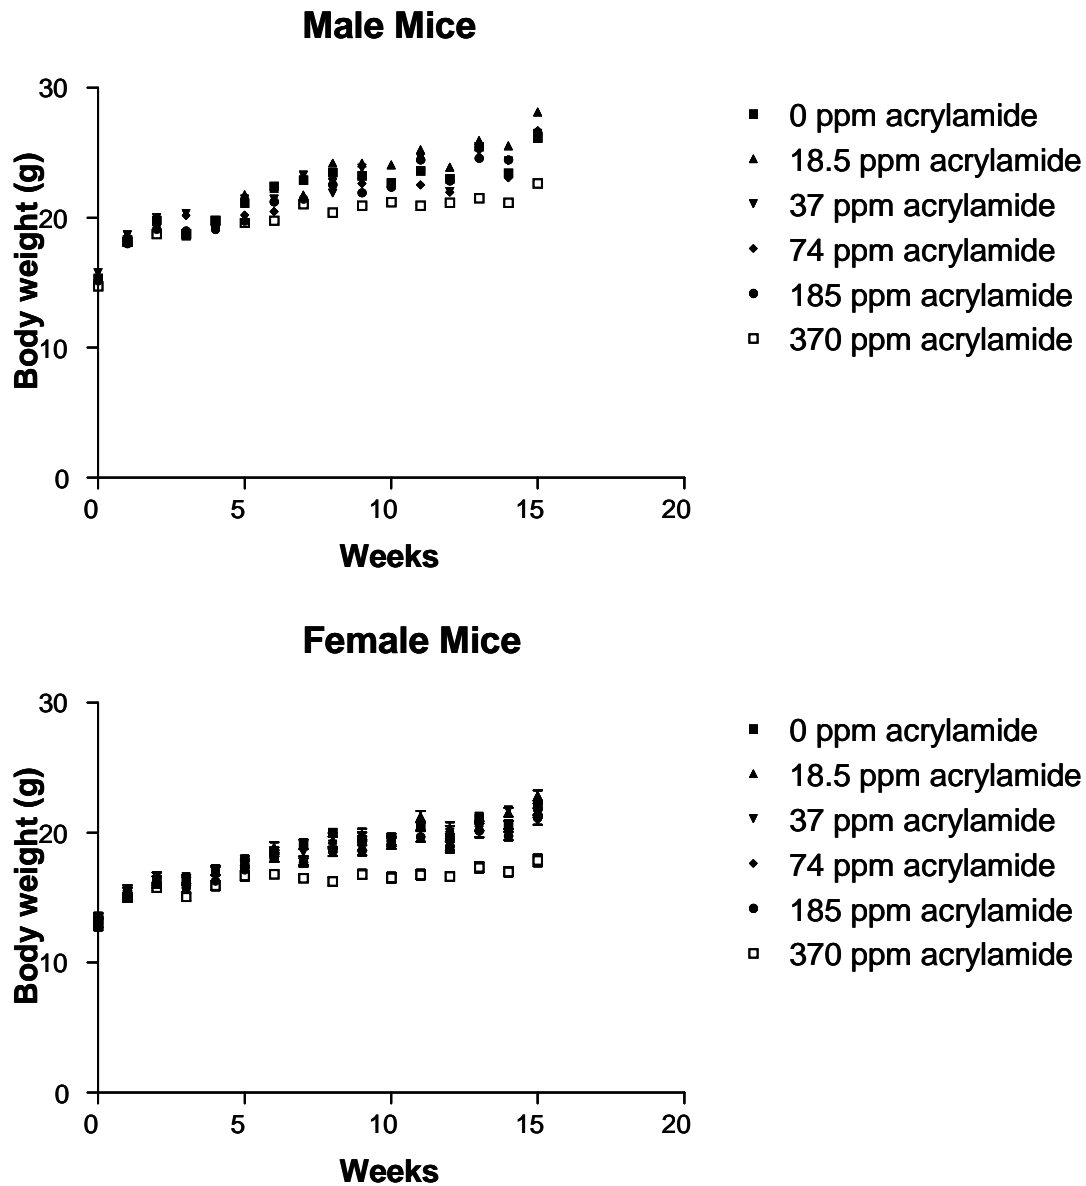 Male Mice
30
20
10
0
Body weight (g)
0 5 10 15 20
Weeks
0 ppm acrylamide
18.5 ppm acrylamide
37 ppm acrylamide
74 ppm acrylamide
185 ppm acrylamide
370 ppm acrylamide
Female Mice
30
20
10
0
Body weight (g)
0 5 10 15 20
Weeks
0 ppm acrylamide
18.5 ppm acrylamide
37 ppm acrylamide
74 ppm acrylamide
185 ppm acrylamide
370 ppm acrylamide